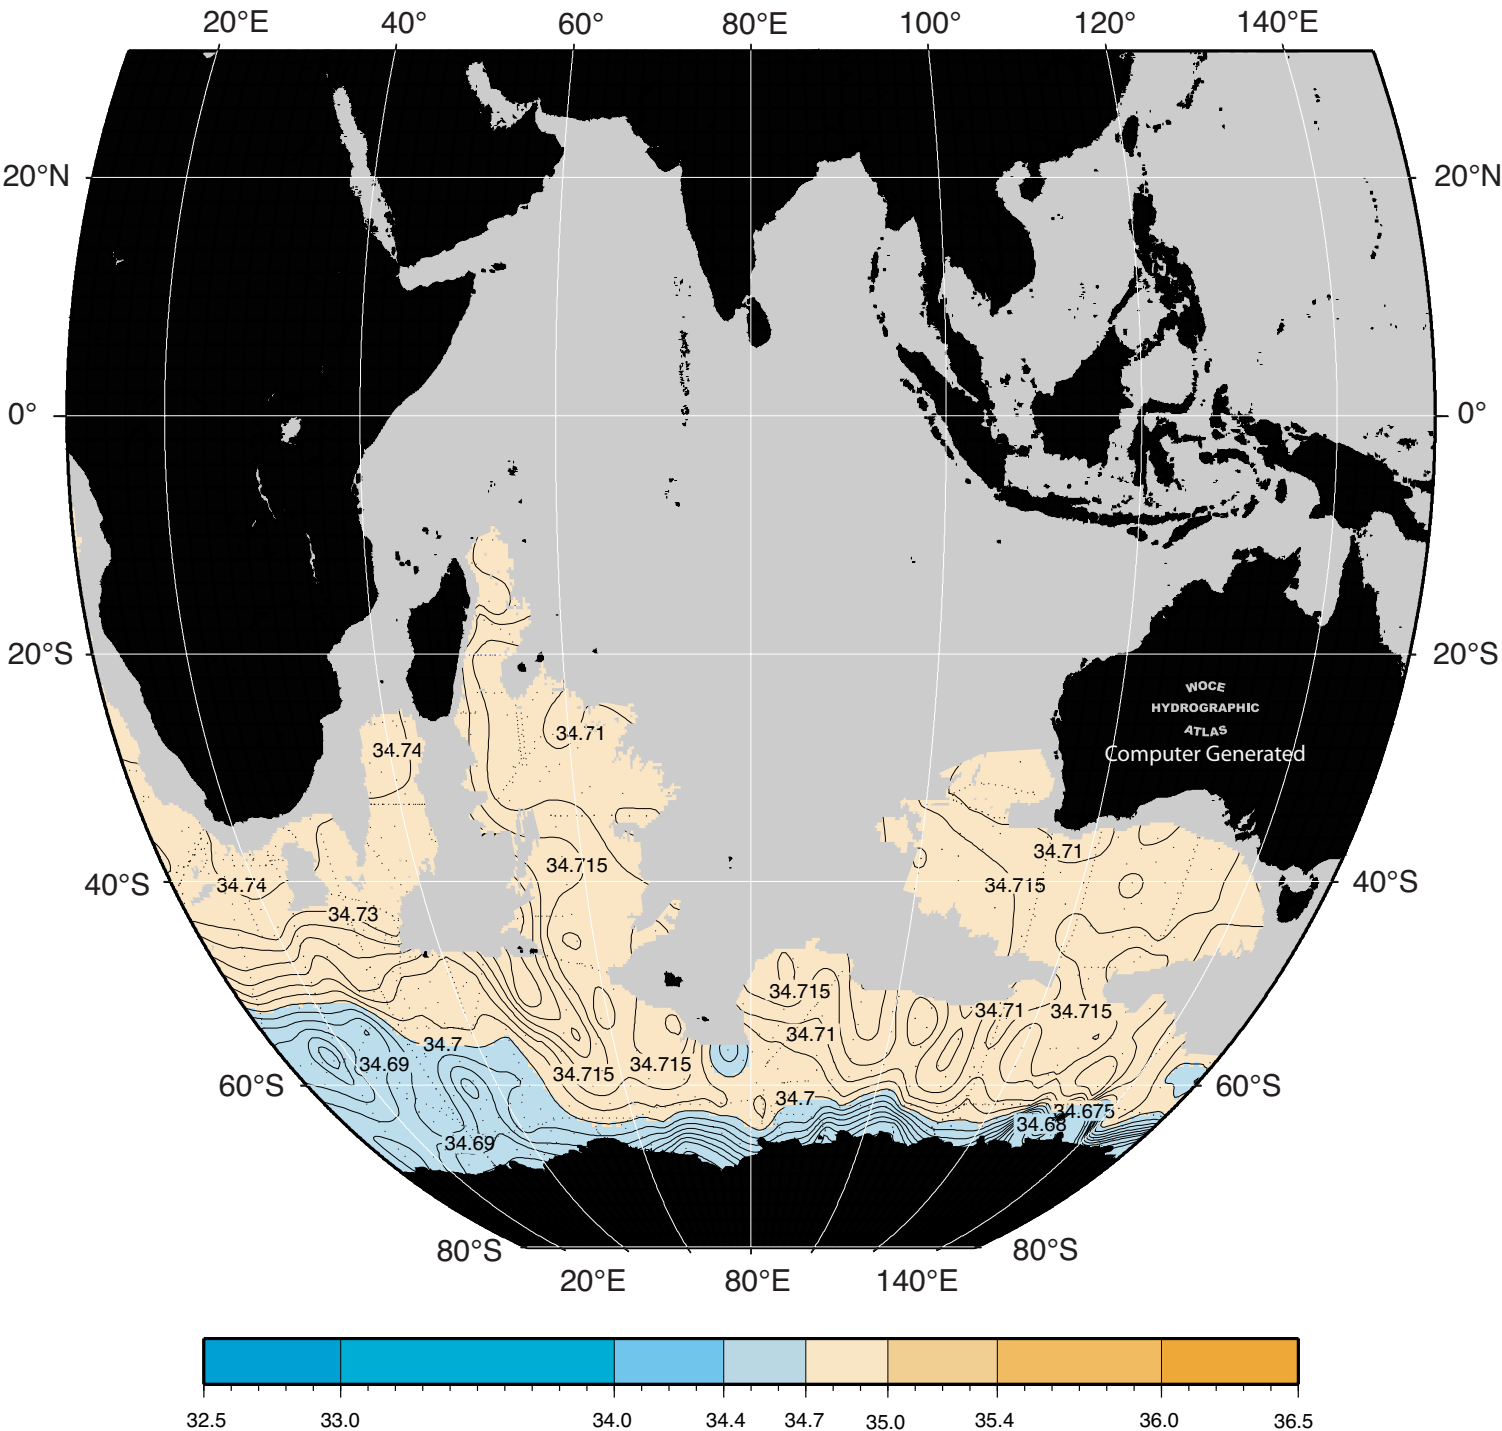 20°E 40° 60° 80°E 100° 120° 140°E
20°N 20°N
0° 0°
20°S 20°S
WOCE
HYDROGRAPHIC
ATLAS
Computer Generated
34.71
34.74
34.71
34.715
40°S 34.74 34.715 40°S
34.73
34.715
34.71 34.715
34.71
34.7
34.69 34.715
34.715
60°S 34.7 60°S
34.675
34.68
34.69
80°S 80°S
20°E 80°E 140°E
32.5 33.0 34.0 34.4 34.7 35.0 35.4 36.0 36.5